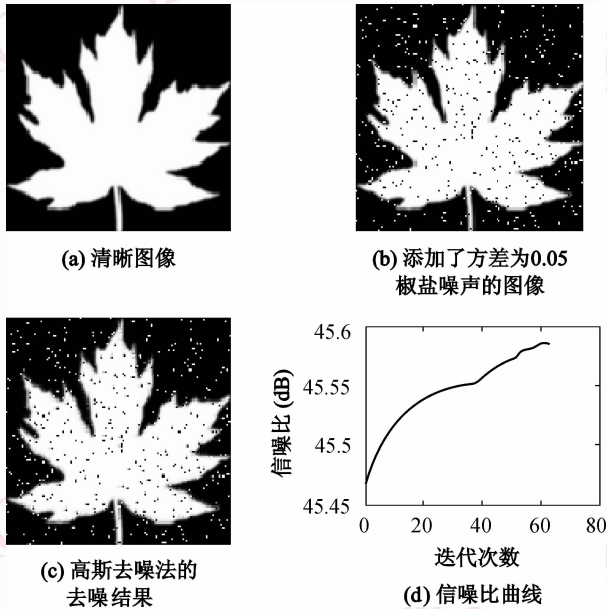 (a) 清晰图像
(b) 添加了方差为0.05
椒盐噪声的图像
45.6
45.55
45.5
45.45
信噪比 (dB)
0
20
40
60
80
迭代次数
(c) 高斯去噪法的
去噪结果
(d) 信噪比曲线